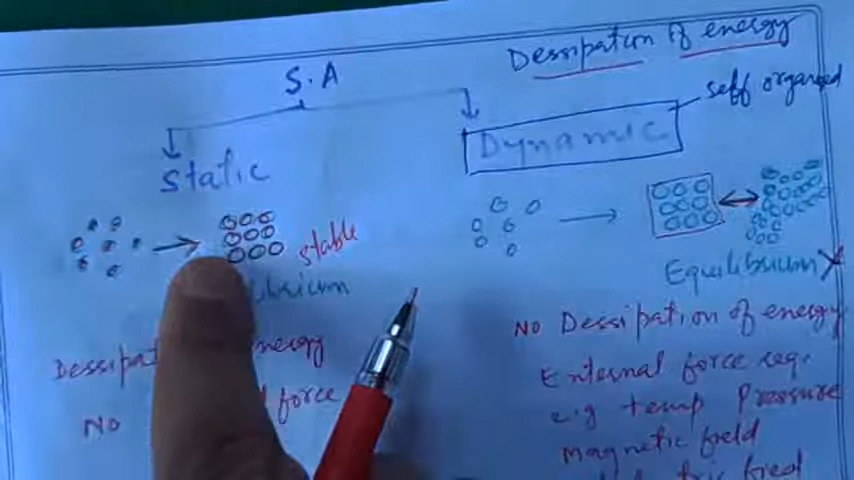 Dessipation of energy
S.A
self organised
Static
Dynamic
stable
Equilibrium
No Dessipation of energy
energy
External force req.
No
force
e.g temp Pressure
Magnetic field